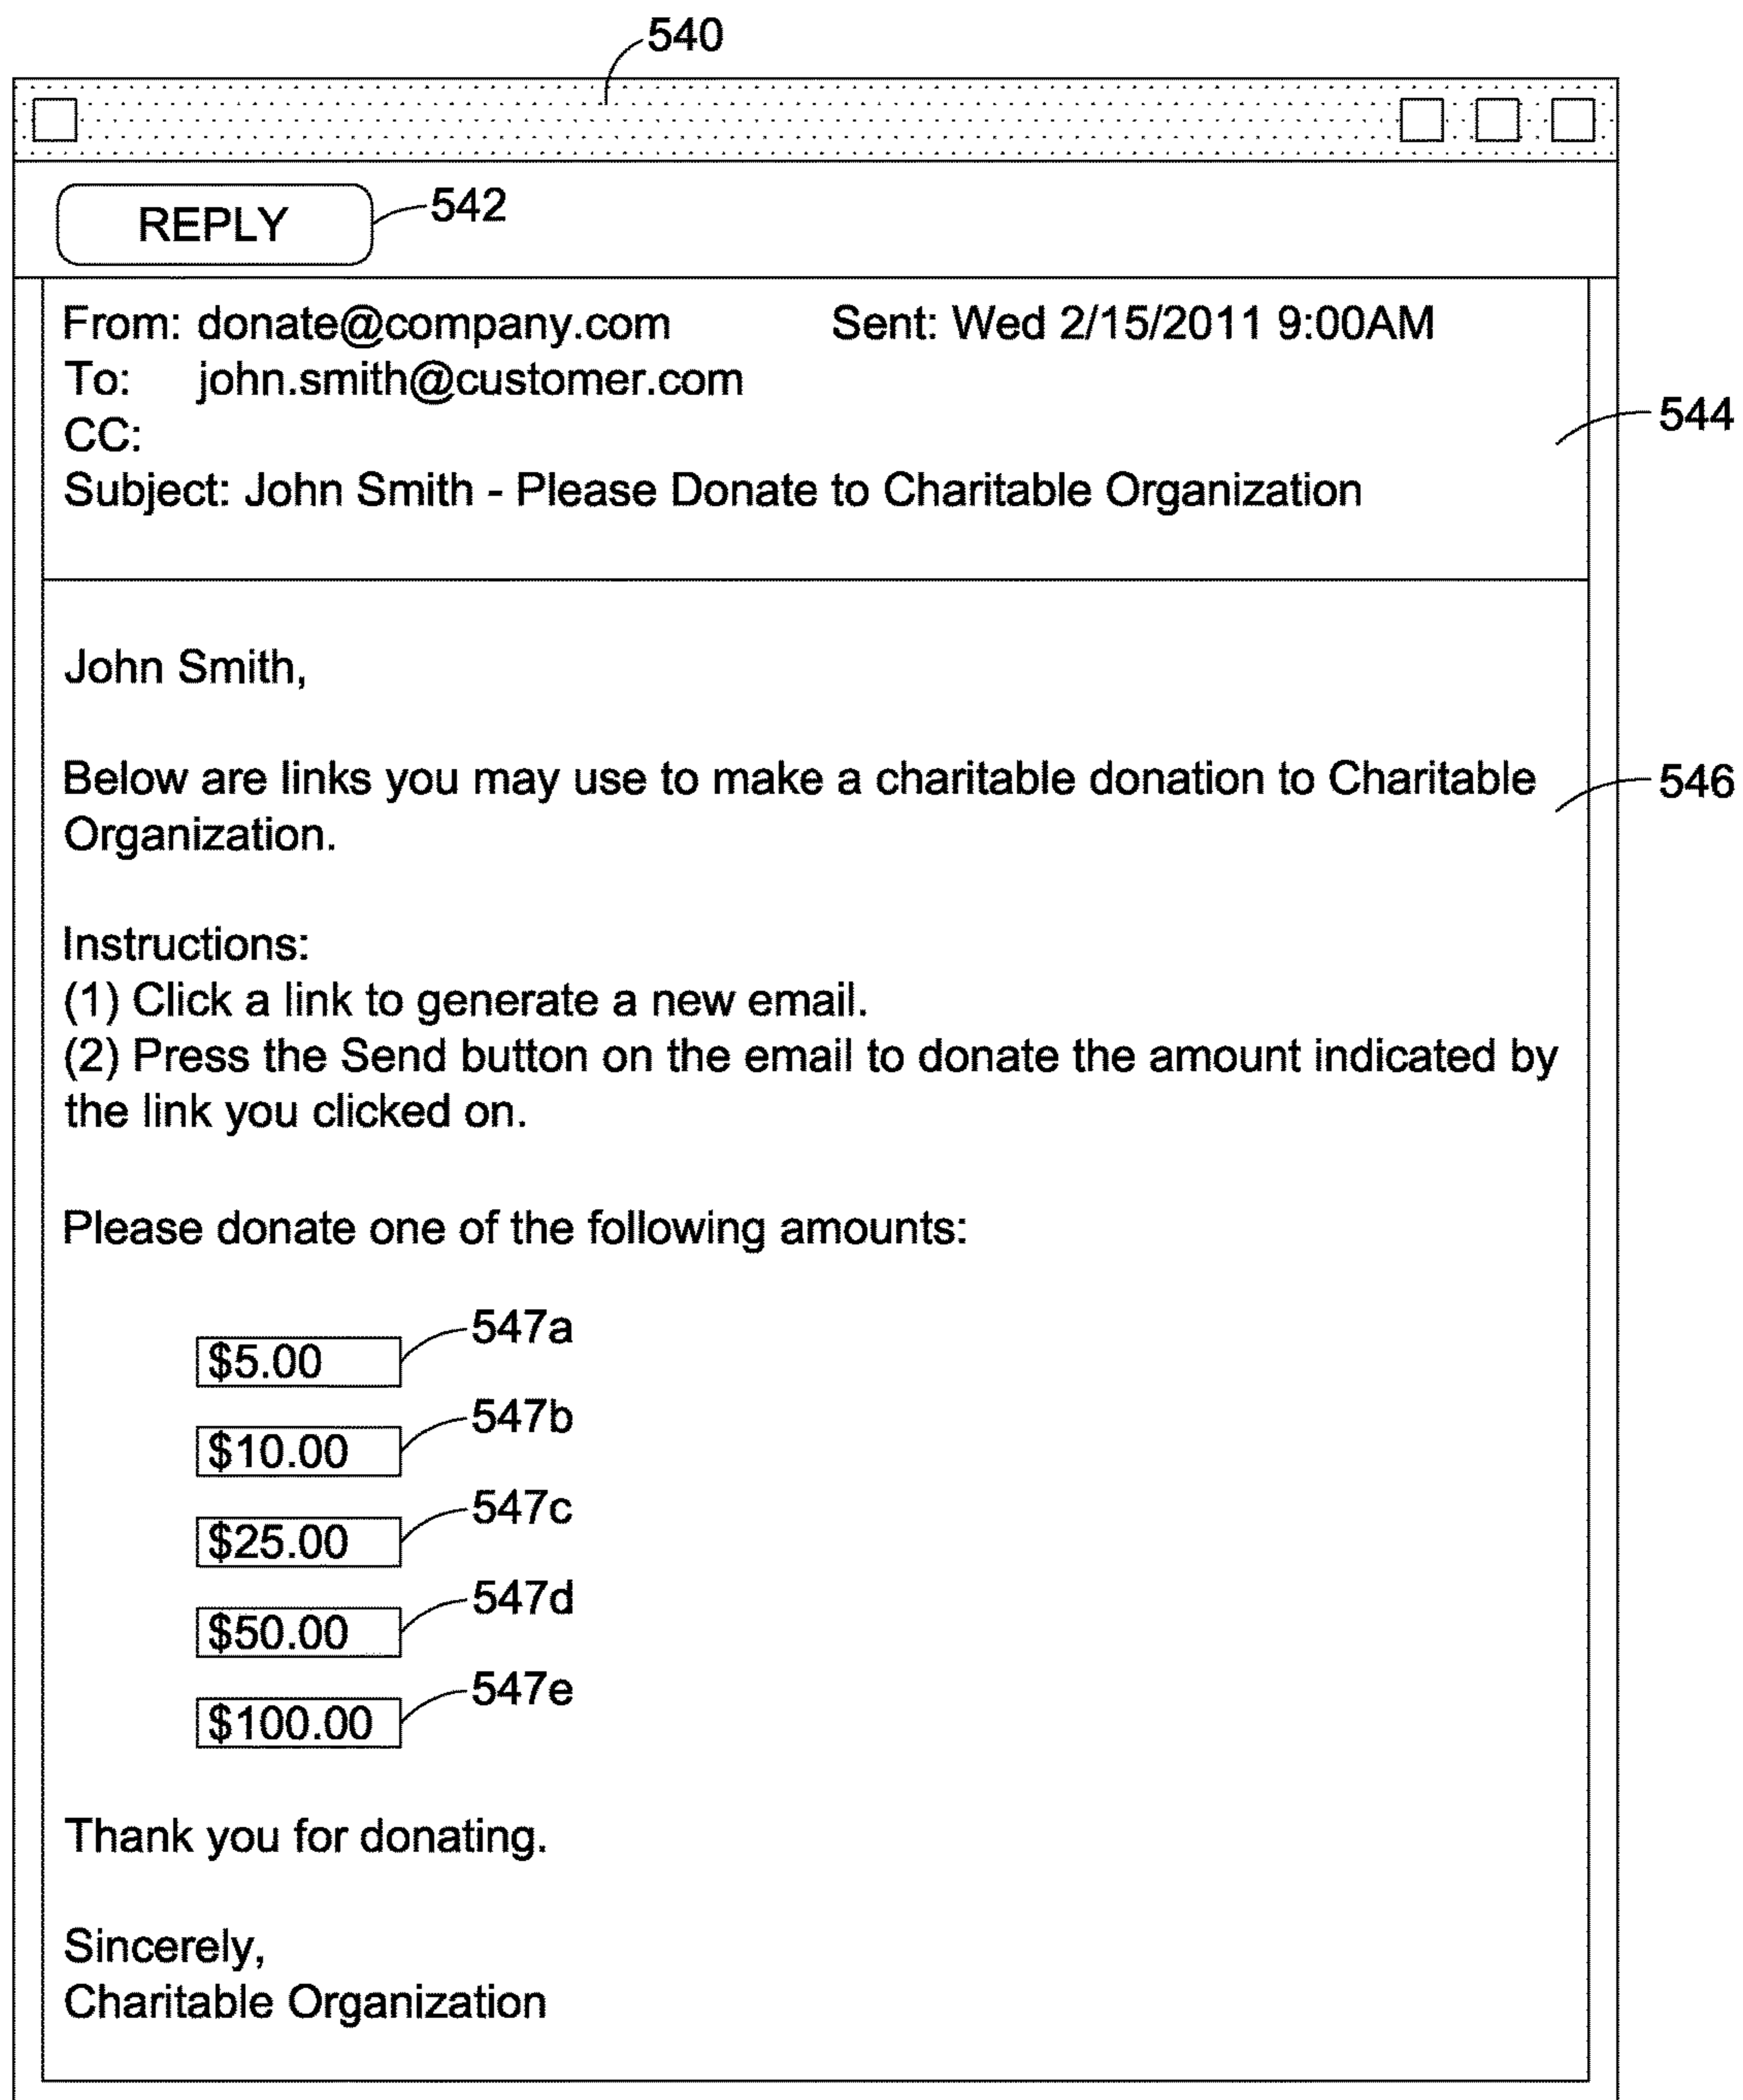 540
REPLY 542
From: donate@company.com Sent: Wed 2/15/2011 9:00AM
To: john.smith@customer.com
CC:
544
Subject: John Smith - Please Donate to Charitable Organization
John Smith,
Below are links you may use to make a charitable donation to Charitable
546
Organization.
Instructions:
(1) Click a link to generate a new email.
(2) Press the Send button on the email to donate the amount indicated by
the link you clicked on.
Please donate one of the following amounts:
547a
$5.00
547b
$10.00
547c
$25.00
547d
$50.00
547e
$100.00
Thank you for donating.
Sincerely,
Charitable Organization